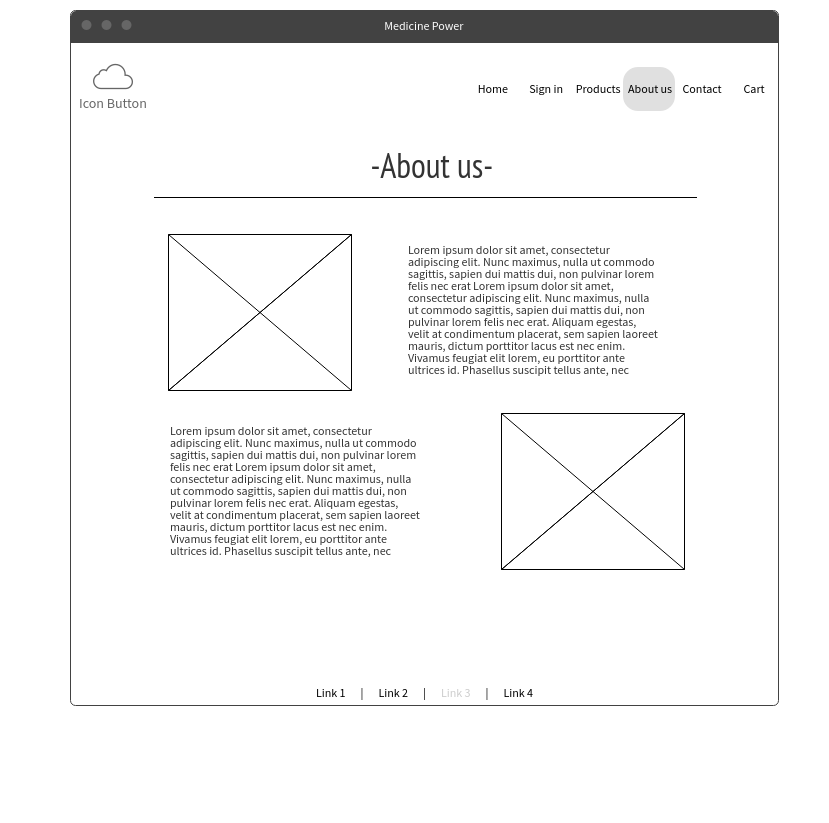 Medicine Power
Icon Button
Home Sign in Products About us Contact Cart
-About us-
Lorem ipsum dolor sit amet, consectetur
adipiscing elit. Nunc maximus, nulla ut commodo
sagittis, sapien dui mattis dui, non pulvinar lorem
felis nec erat Lorem ipsum dolor sit amet,
consectetur adipiscing elit. Nunc maximus, nulla
ut commodo sagittis, sapien dui mattis dui, non
pulvinar lorem felis nec erat. Aliquam egestas,
velit at condimentum placerat, sem sapien laoreet
mauris, dictum porttitor lacus est nec enim.
Vivamus feugiat elit lorem, eu porttitor ante
ultrices id. Phasellus suscipit tellus ante, nec
Lorem ipsum dolor sit amet, consectetur
adipiscing elit. Nunc maximus, nulla ut commodo
sagittis, sapien dui mattis dui, non pulvinar lorem
felis nec erat Lorem ipsum dolor sit amet,
consectetur adipiscing elit. Nunc maximus, nulla
ut commodo sagittis, sapien dui mattis dui, non
pulvinar lorem felis nec erat. Aliquam egestas,
velit at condimentum placerat, sem sapien laoreet
mauris, dictum porttitor lacus est nec enim.
Vivamus feugiat elit lorem, eu porttitor ante
ultrices id. Phasellus suscipit tellus ante, nec
Link 1 | Link 2 | Link 3 | Link 4